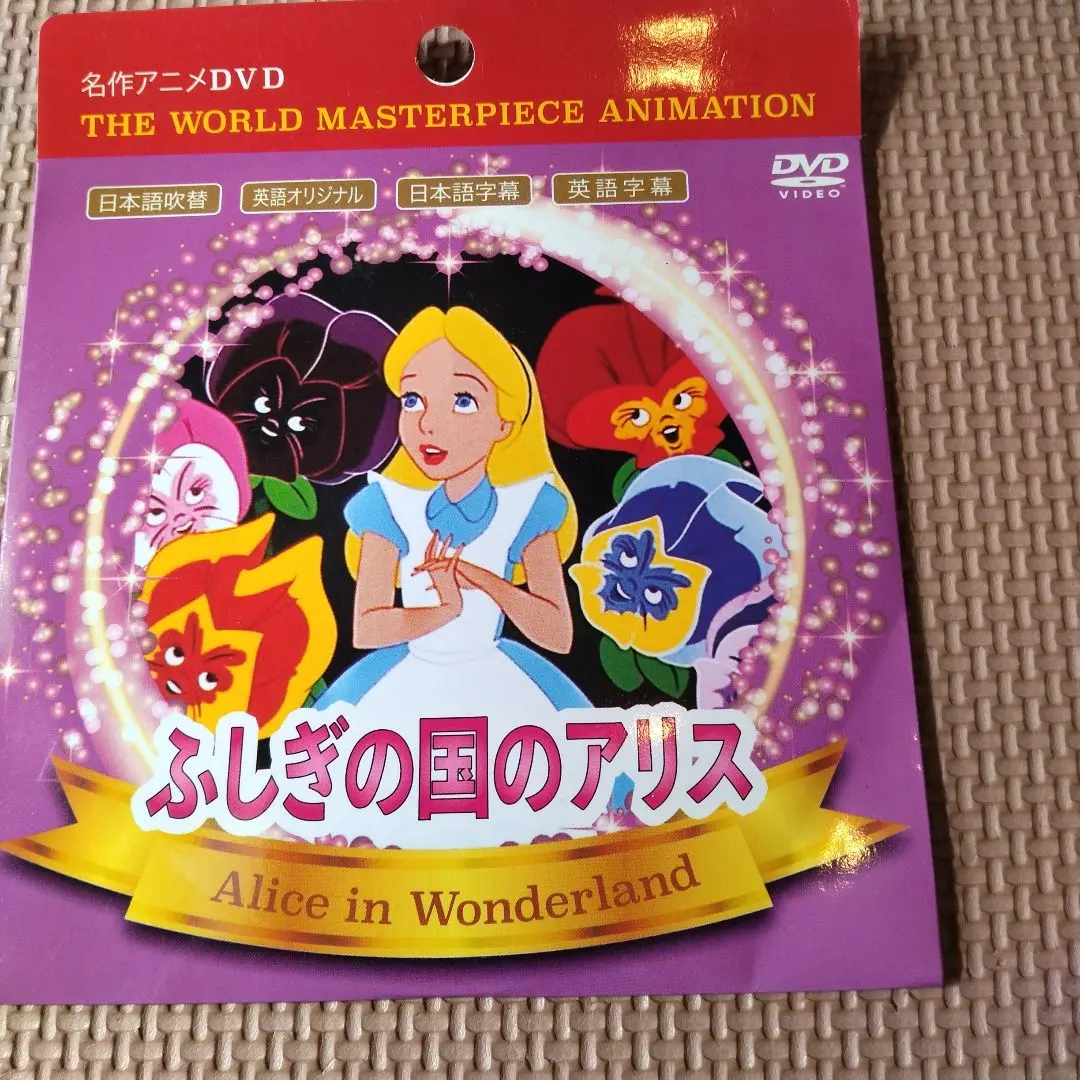 名作アニメDVD
THE WORLD MASTERPIECE ANIMATION
DVD
VIDEO
日本語吹替
英語オリジナル
日本語字幕
英語字幕
ふしぎの国のアリス
Alice in Wonderland